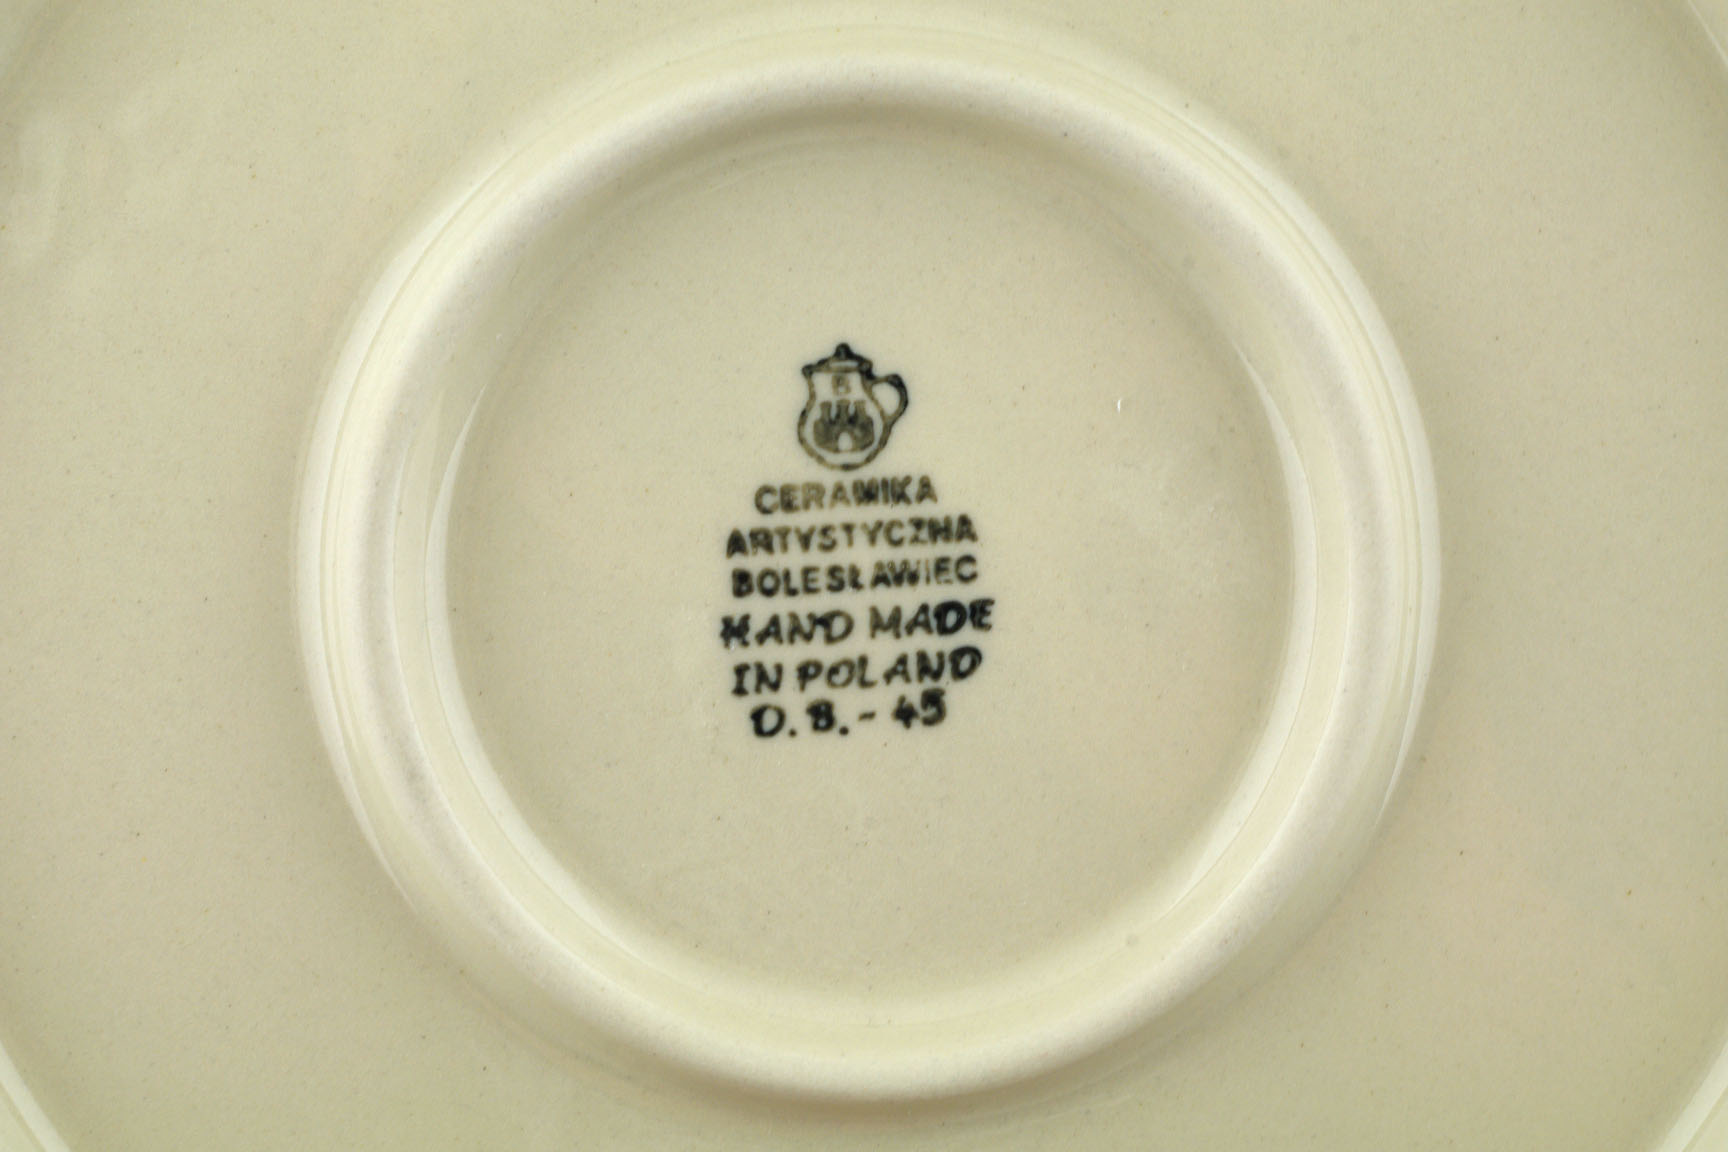 B
CERAMIKA
ARTYSTYCZNA
BOLESŁAWIEC
HAND MADE
IN POLAND
D.B.-45